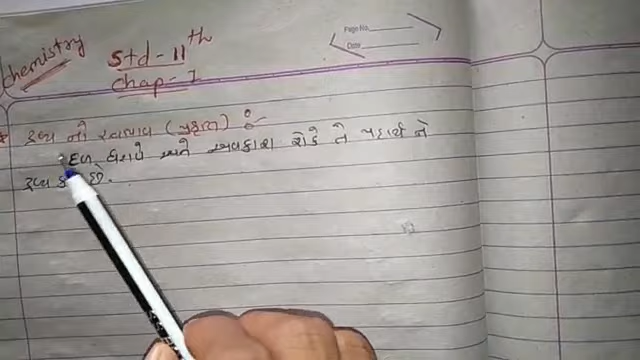 chemistry
Std - 11th
chap - 1
Page No.
Date
* દ્રવ્ય નો સ્વભાવ (પ્રકૃતિ) :-
દળ ધરાવે અને અવકાશ રોકે તે પદાર્થ ને
દ્રવ્ય છે.